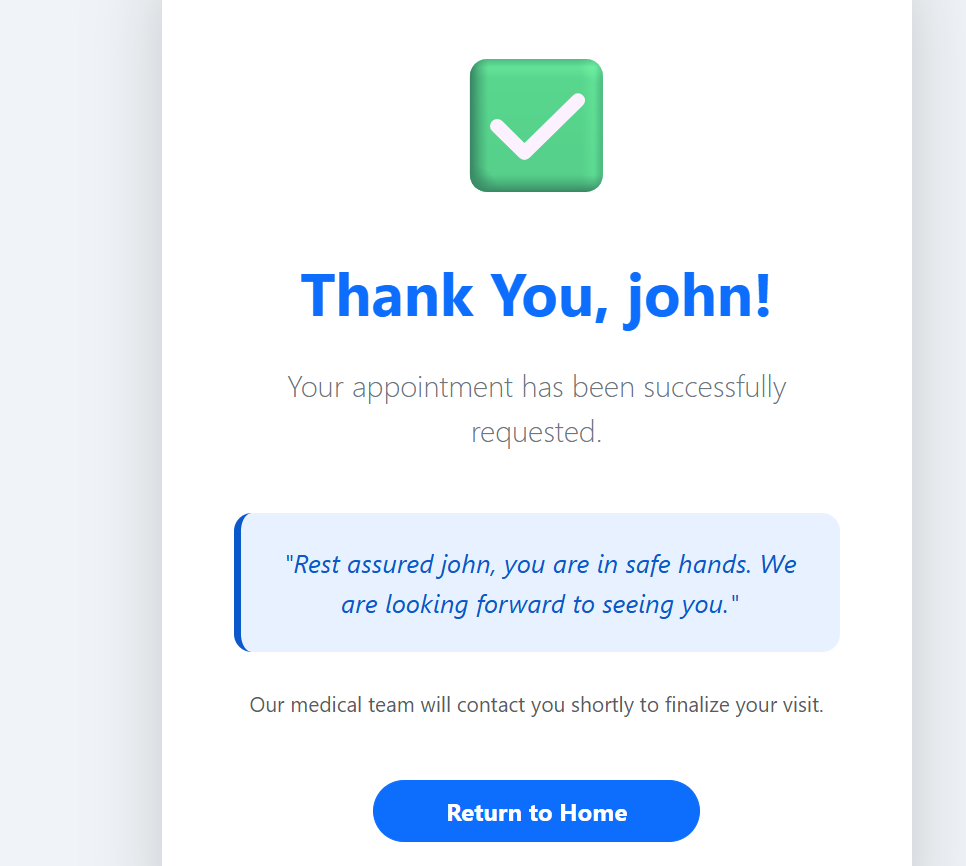 Thank You, john!
Your appointment has been successfully
requested.
"Rest assured john, you are in safe hands. We
are looking forward to seeing you."
Our medical team will contact you shortly to finalize your visit.
Return to Home